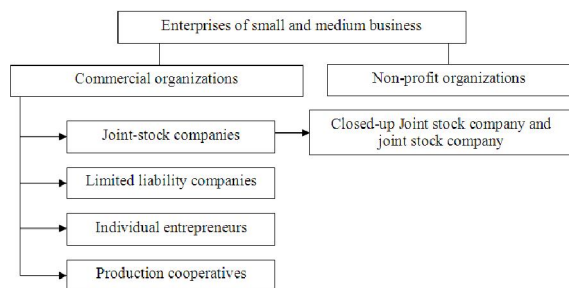 Enterprises of small and medium business
Commercial organizations
Non-profit organizations
Joint-stock companies
Closed-up Joint stock company and
joint stock company
Limited liability companies
Individual entrepreneurs
Production cooperatives